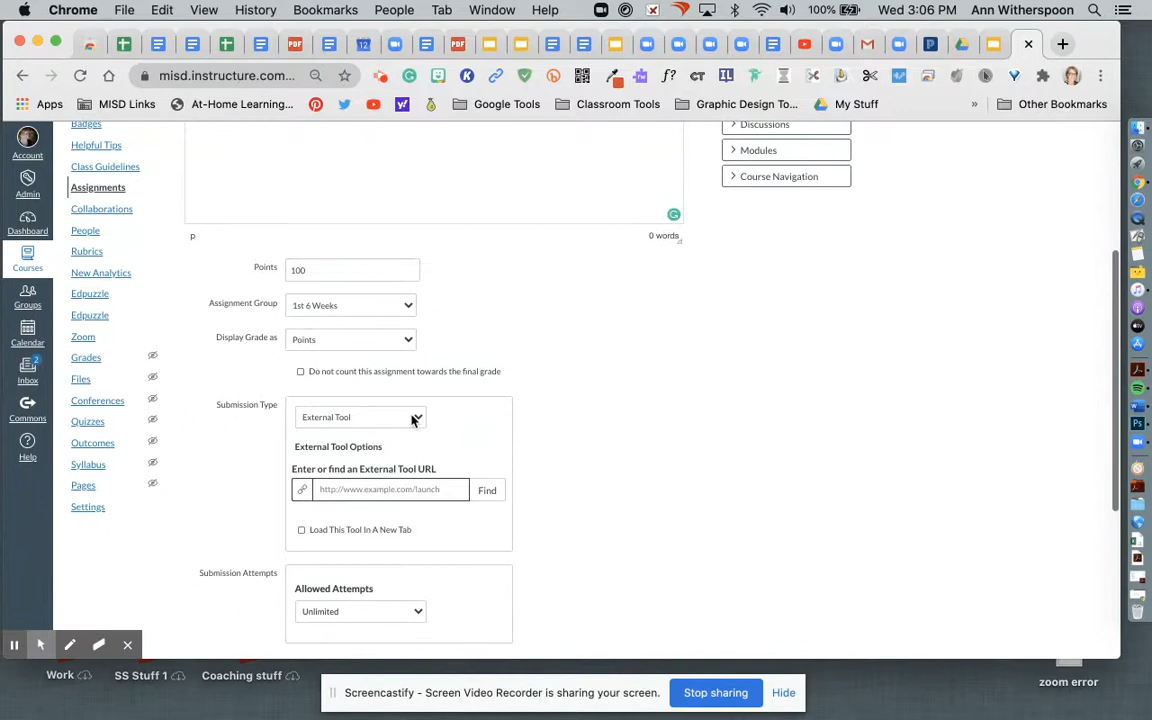 Chrome File Edit View History Bookmarks People Tab Window Help 100% Wed 3:06 PM Ann Witherspoon
PDF PDF 12
misd.instructure.com...
f? CT IL
Apps MISD Links At-Home Learning... Google Tools Classroom Tools Graphic Design To... My Stuff » Other Bookmarks
Account
Admin
Dashboard
Courses
Groups
Calendar
2
Inbox
Commons
Help
Badges
Helpful Tips
Class Guidelines
Assignments
Collaborations
People
Rubrics
New Analytics
Edpuzzle
Edpuzzle
Zoom
Grades
Files
Conferences
Quizzes
Outcomes
Syllabus
Pages
Settings
Discussions
Modules
Course Navigation
p 0 words
Points 100
Assignment Group 1st 6 Weeks
Display Grade as Points
Do not count this assignment towards the final grade
Submission Type External Tool
External Tool Options
Enter or find an External Tool URL
http://www.example.com/launch Find
Load This Tool In A New Tab
Submission Attempts
Allowed Attempts
Unlimited
Work SS Stuff 1 Coaching stuff zoom error
Screencastify - Screen Video Recorder is sharing your screen. Stop sharing Hide